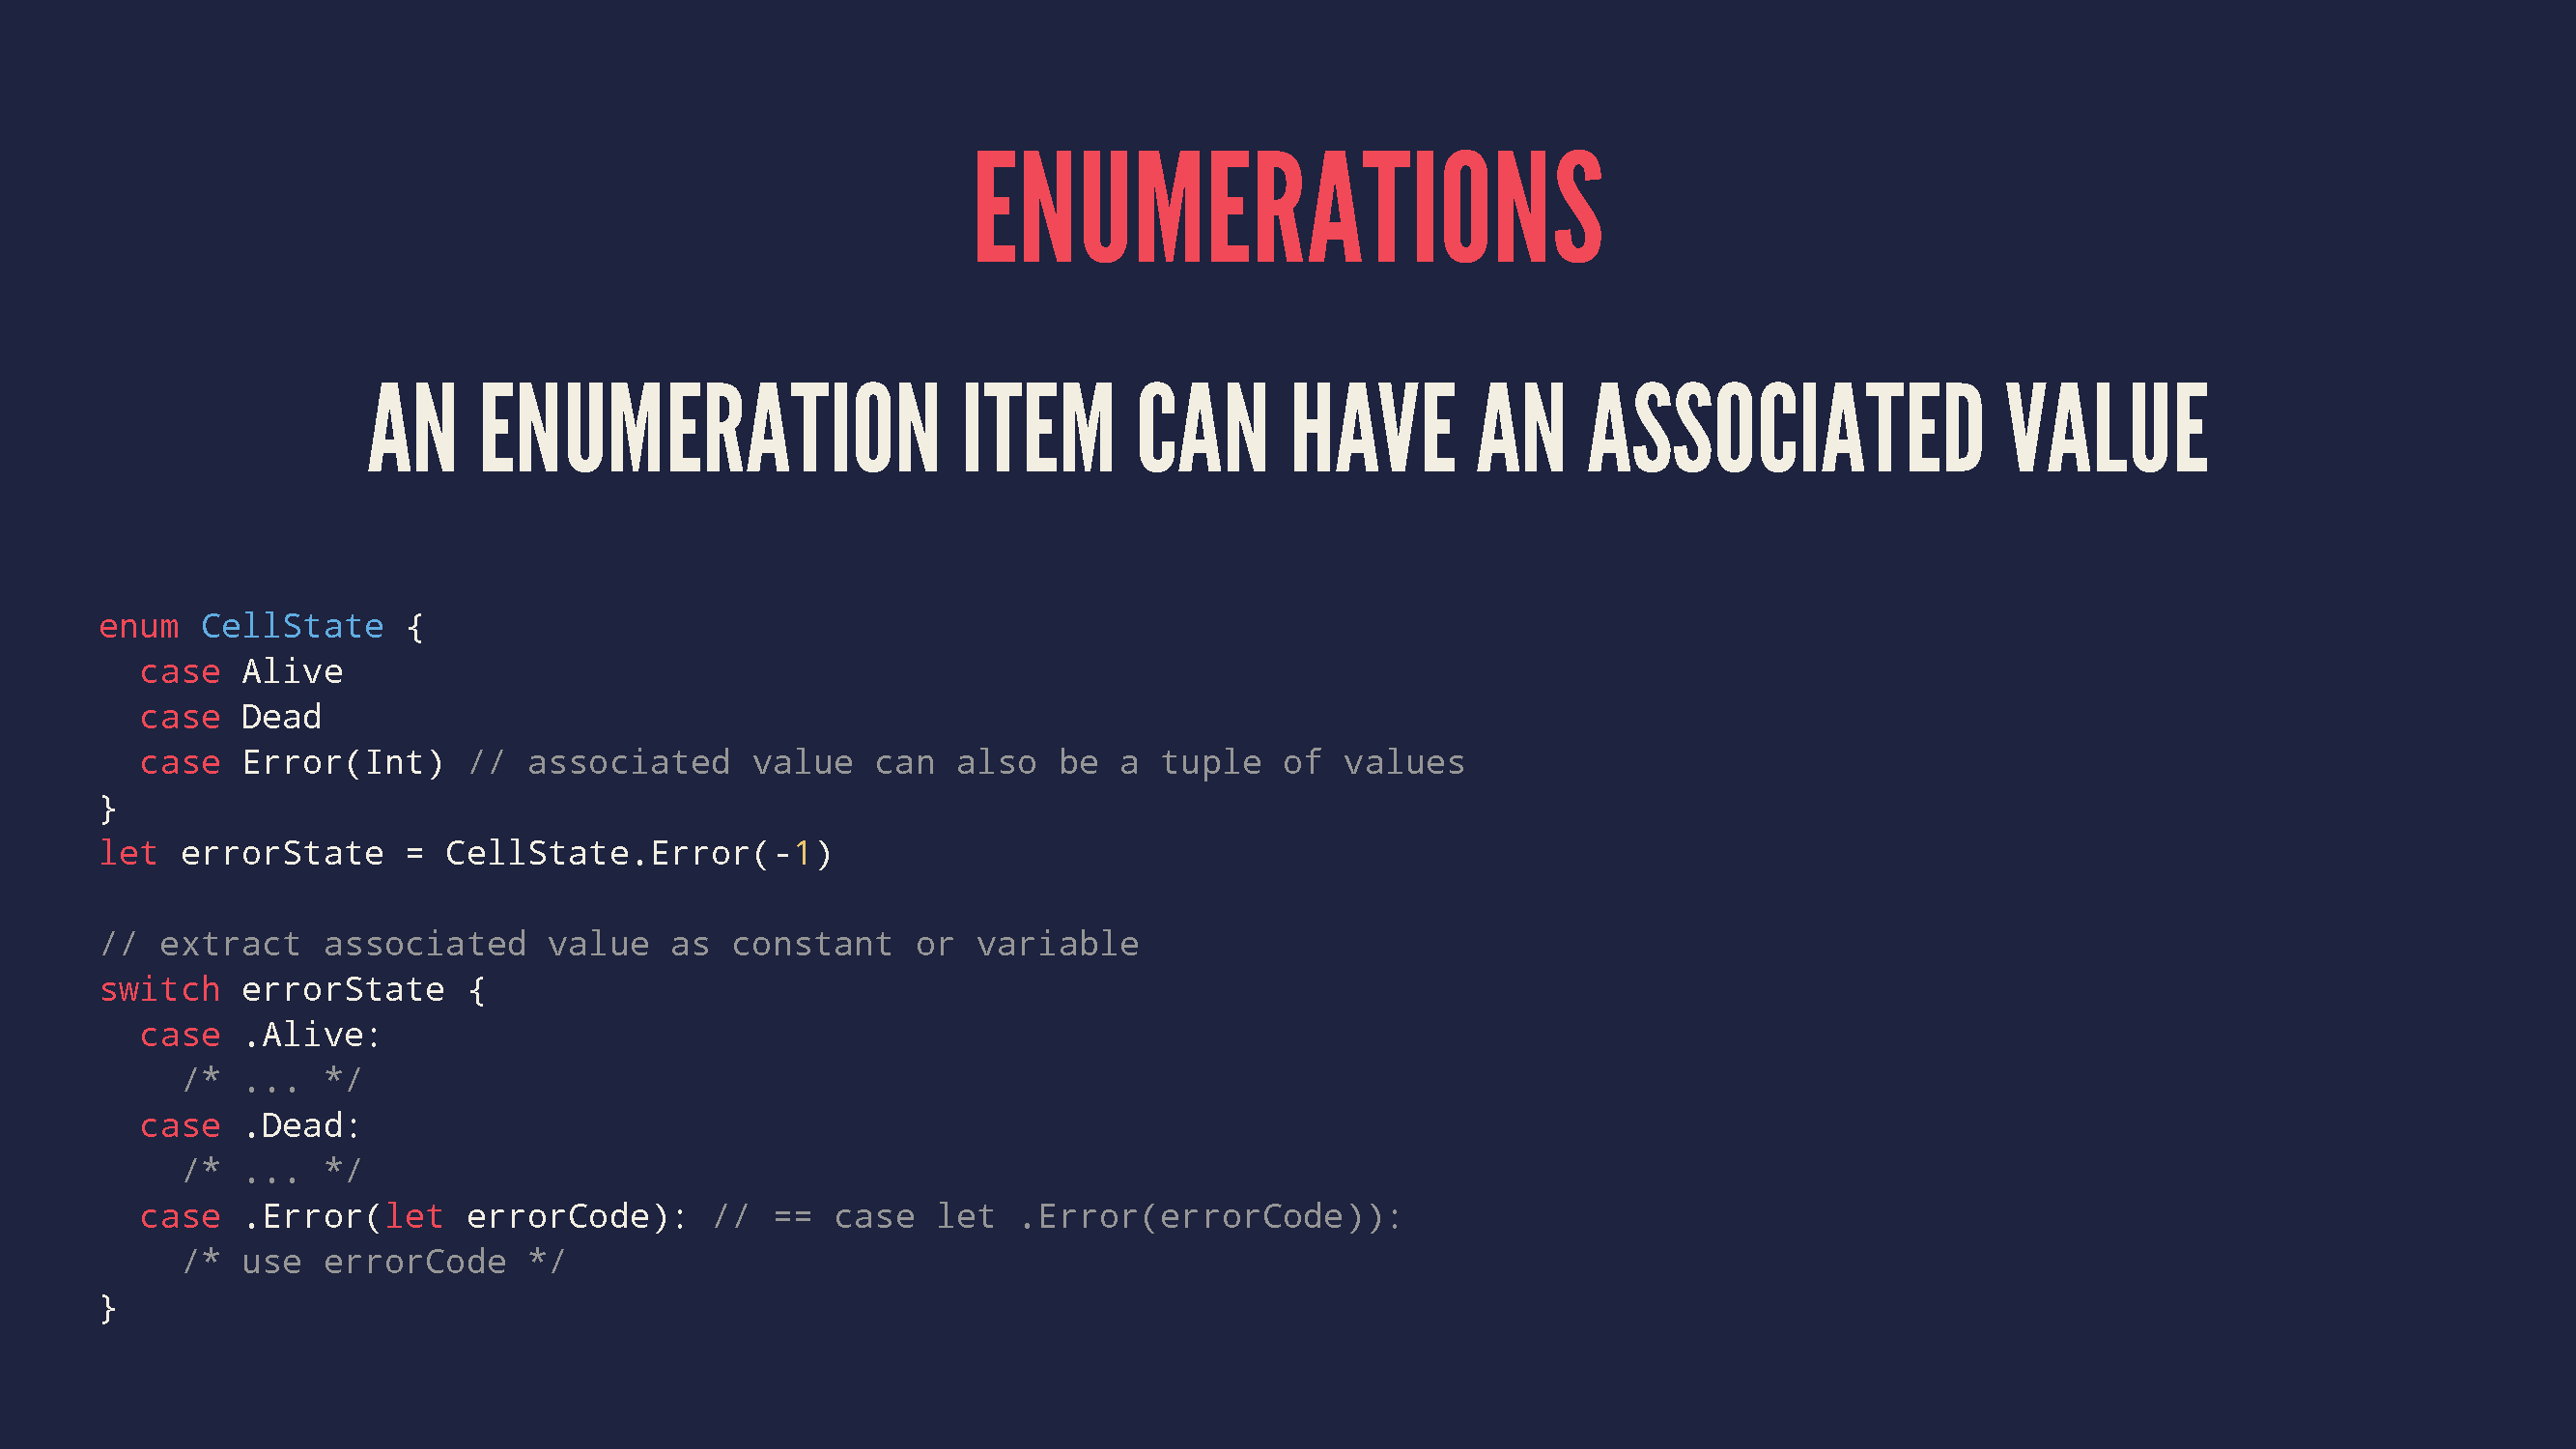 ENUMERATIONS
AN ENUMERATION ITEM CAN HAVE AN ASSOCIATED VALUE
enum CellState {
  case Alive
  case Dead
  case Error(Int) // associated value can also be a tuple of values
}
let errorState = CellState.Error(-1)

// extract associated value as constant or variable
switch errorState {
  case .Alive:
    /* ... */
  case .Dead:
    /* ... */
  case .Error(let errorCode): // == case let .Error(errorCode)):
    /* use errorCode */
}